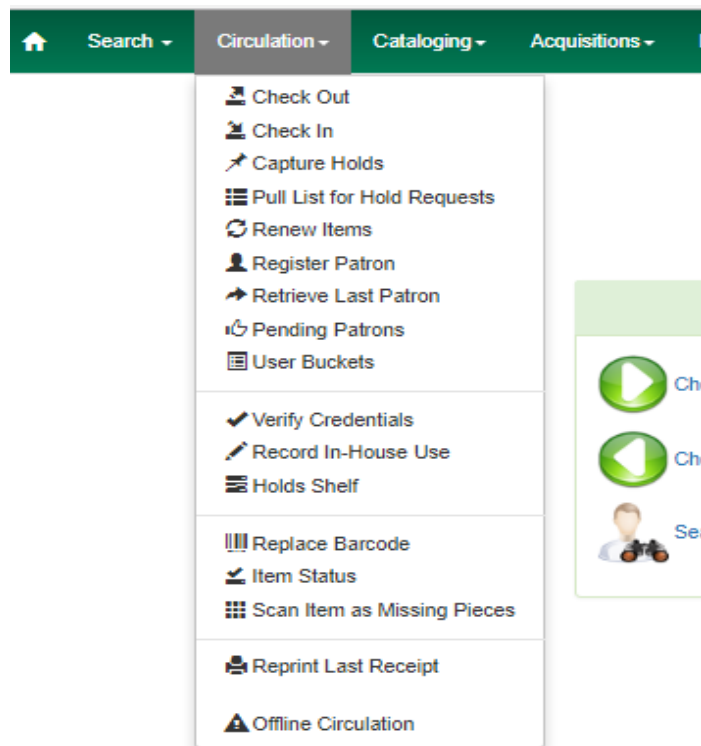 Search Circulation Cataloging Acquisitions
Check Out
Check In
Capture Holds
Pull List for Hold Requests
Renew Items
Register Patron
Retrieve Last Patron
Pending Patrons
User Buckets
Verify Credentials
Record In-House Use
Holds Shelf
Replace Barcode
Item Status
Scan Item as Missing Pieces
Reprint Last Receipt
Offline Circulation